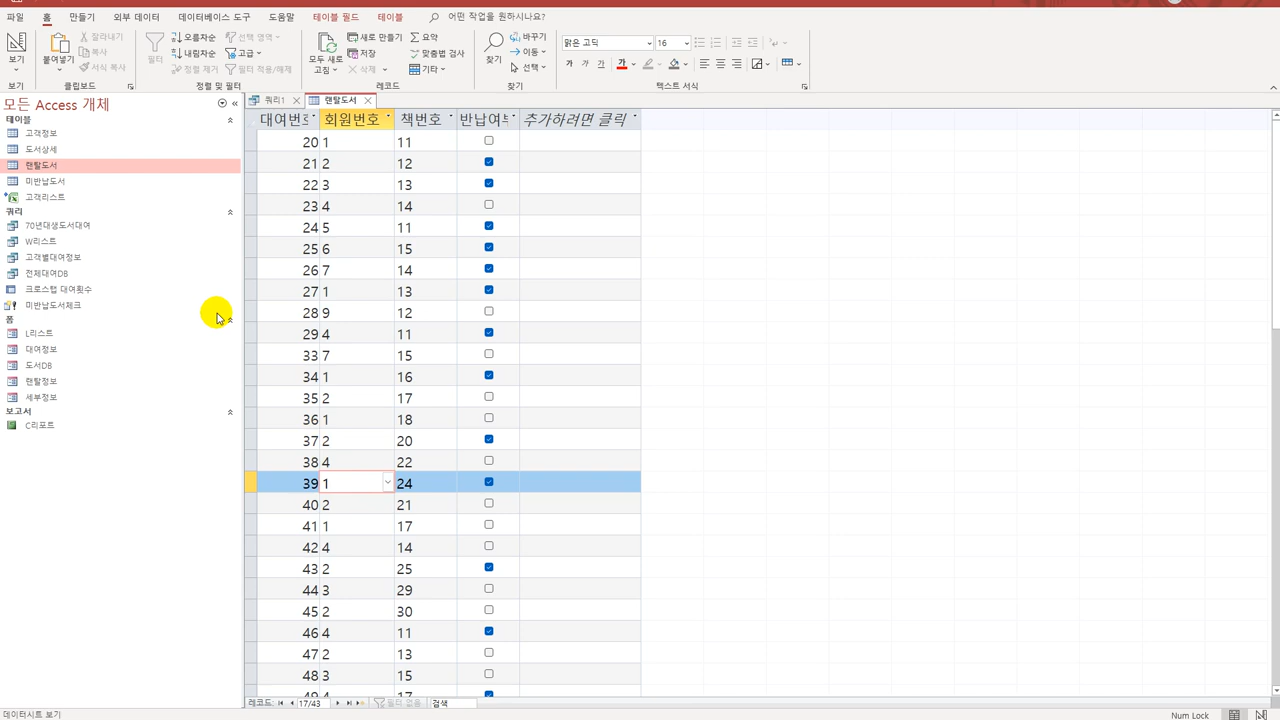 파일 홈 만들기 외부 데이터 데이터베이스 도구 도움말 테이블 필드 테이블 어떤 작업을 원하시나요?
보기 붙여넣기 잘라내기 복사 서식 복사
필터 오름차순 내림차순 정렬 제거 선택 영역 고급 필터 적용/해제
모두 새로 고침 새로 만들기 저장 삭제 요약 맞춤법 검사 기타
찾기 바꾸기 이동 선택
맑은 고딕 16
가 가 가 가
보기 클립보드 정렬 및 필터 레코드 찾기 텍스트 서식
모든 Access 개체
테이블
고객정보
도서상세
랜탈도서
미반납도서
고객리스트
쿼리
70년대생도서대여
W리스트
고객별대여정보
전체대여DB
크로스탭 대여횟수
미반납도서체크
폼
L리스트
대여정보
도서DB
랜탈정보
세부정보
보고서
C리포트
쿼리1 랜탈도서
대여번호 회원번호 책번호 반납여부 추가하려면 클릭
20 1 11
21 2 12
22 3 13
23 4 14
24 5 11
25 6 15
26 7 14
27 1 13
28 9 12
29 4 11
33 7 15
34 1 16
35 2 17
36 1 18
37 2 20
38 4 22
39 1 24
40 2 21
41 1 17
42 4 14
43 2 25
44 3 29
45 2 30
46 4 11
47 2 13
48 3 15
49 4 17
레코드: 17/43 필터 없음 검색
데이터시트 보기 Num Lock